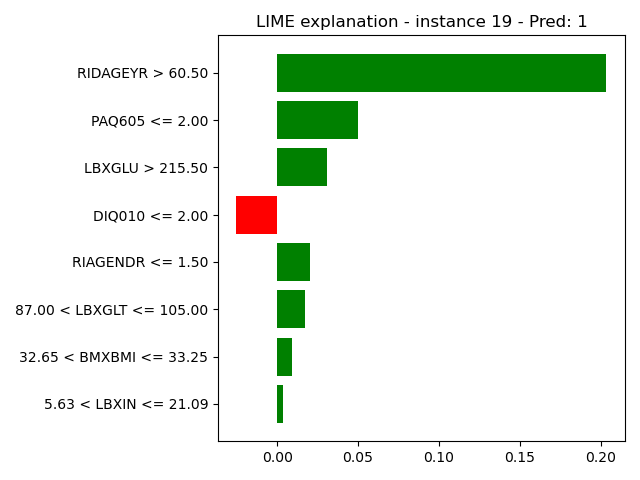 LIME explanation - instance 19 - Pred: 1
RIDAGEYR > 60.50
PAQ605 <= 2.00
LBXGLU > 215.50
DIQ010 <= 2.00
RIAGENDR <= 1.50
87.00 < LBXGLT <= 105.00
32.65 < BMXBMI <= 33.25
5.63 < LBXIN <= 21.09
0.00 0.05 0.10 0.15 0.20